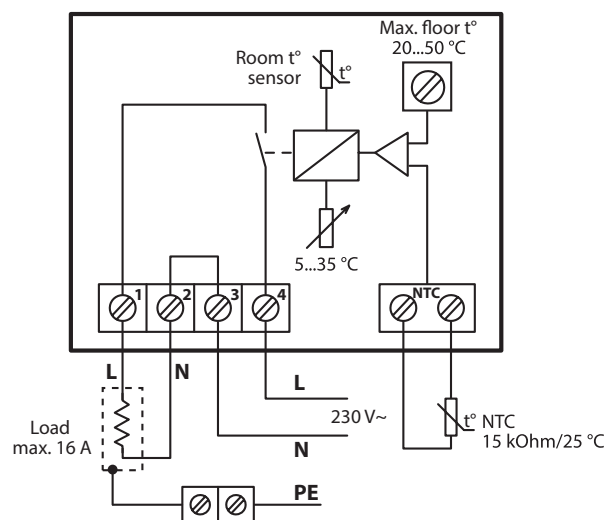 Max. floor t°
20...50 °C
Room t°
sensor
t°
5...35 °C
1
2
3
4
NTC
L
N
L
230 V~
N
Load
max. 16 A
t° NTC
15 kOhm/25 °C
PE